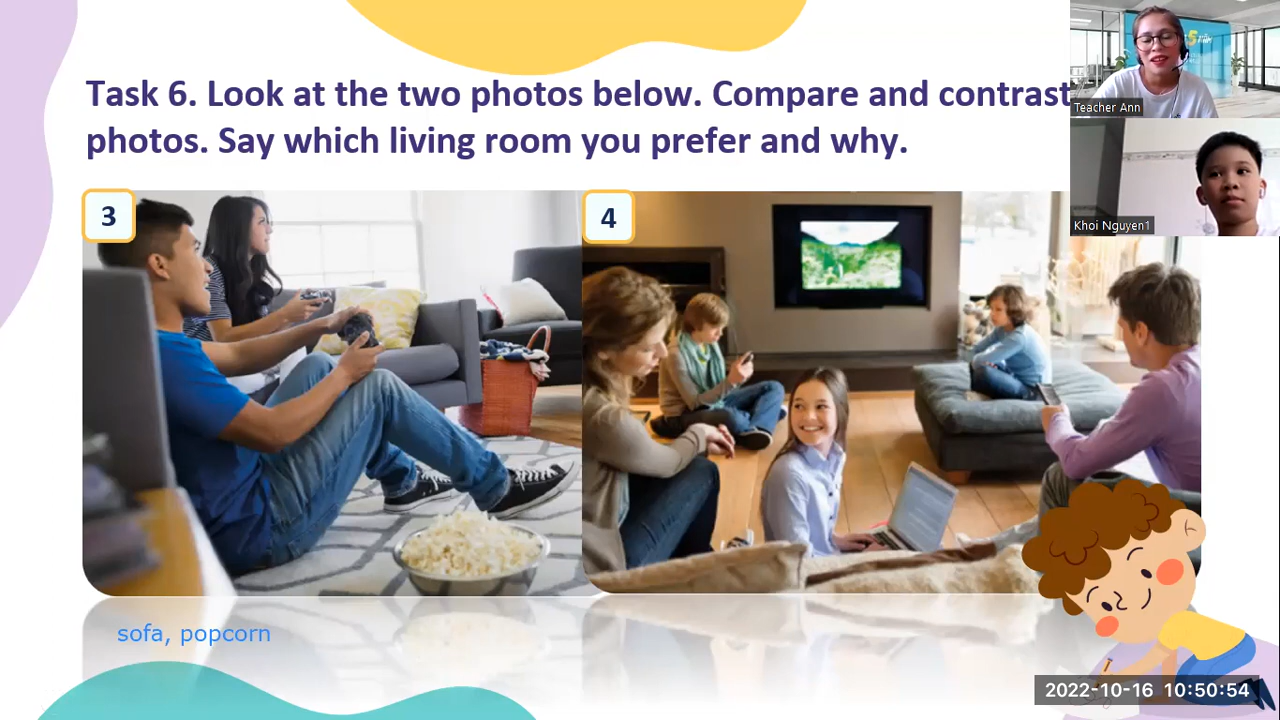 Task 6. Look at the two photos below. Compare and contrast
photos. Say which living room you prefer and why.
3
4
sofa, popcorn
Teacher Ann
Khoi Nguyen1
2022-10-16 10:50:54